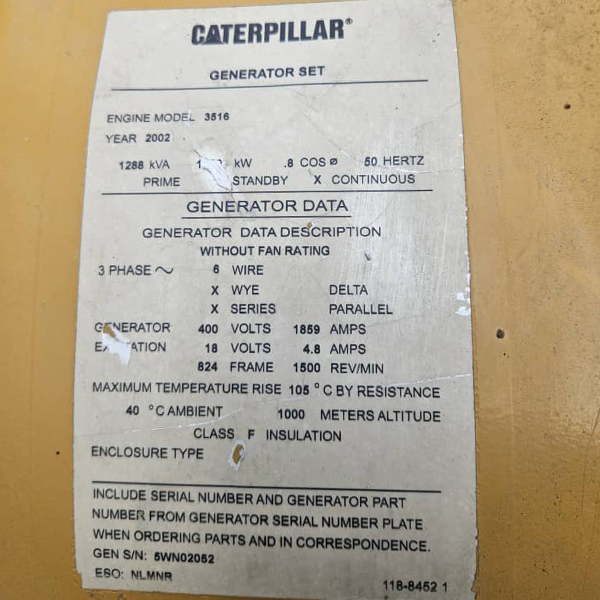 CATERPILLAR®
GENERATOR SET
ENGINE MODEL 3516
YEAR 2002
1288 kVA kW .8 COS ø 50 HERTZ
PRIME STANDBY X CONTINUOUS
GENERATOR DATA
GENERATOR DATA DESCRIPTION
WITHOUT FAN RATING
3 PHASE ~ 6 WIRE
X WYE DELTA
X SERIES PARALLEL
GENERATOR 400 VOLTS 1859 AMPS
18 VOLTS 4.8 AMPS
824 FRAME 1500 REV/MIN
MAXIMUM TEMPERATURE RISE 105 °C BY RESISTANCE
40 °C AMBIENT 1000 METERS ALTITUDE
CLASS F INSULATION
ENCLOSURE TYPE
INCLUDE SERIAL NUMBER AND GENERATOR PART
NUMBER FROM GENERATOR SERIAL NUMBER PLATE
WHEN ORDERING PARTS AND IN CORRESPONDENCE.
GEN S/N: 5WN02052
ESO: NLMNR
118-8452 1